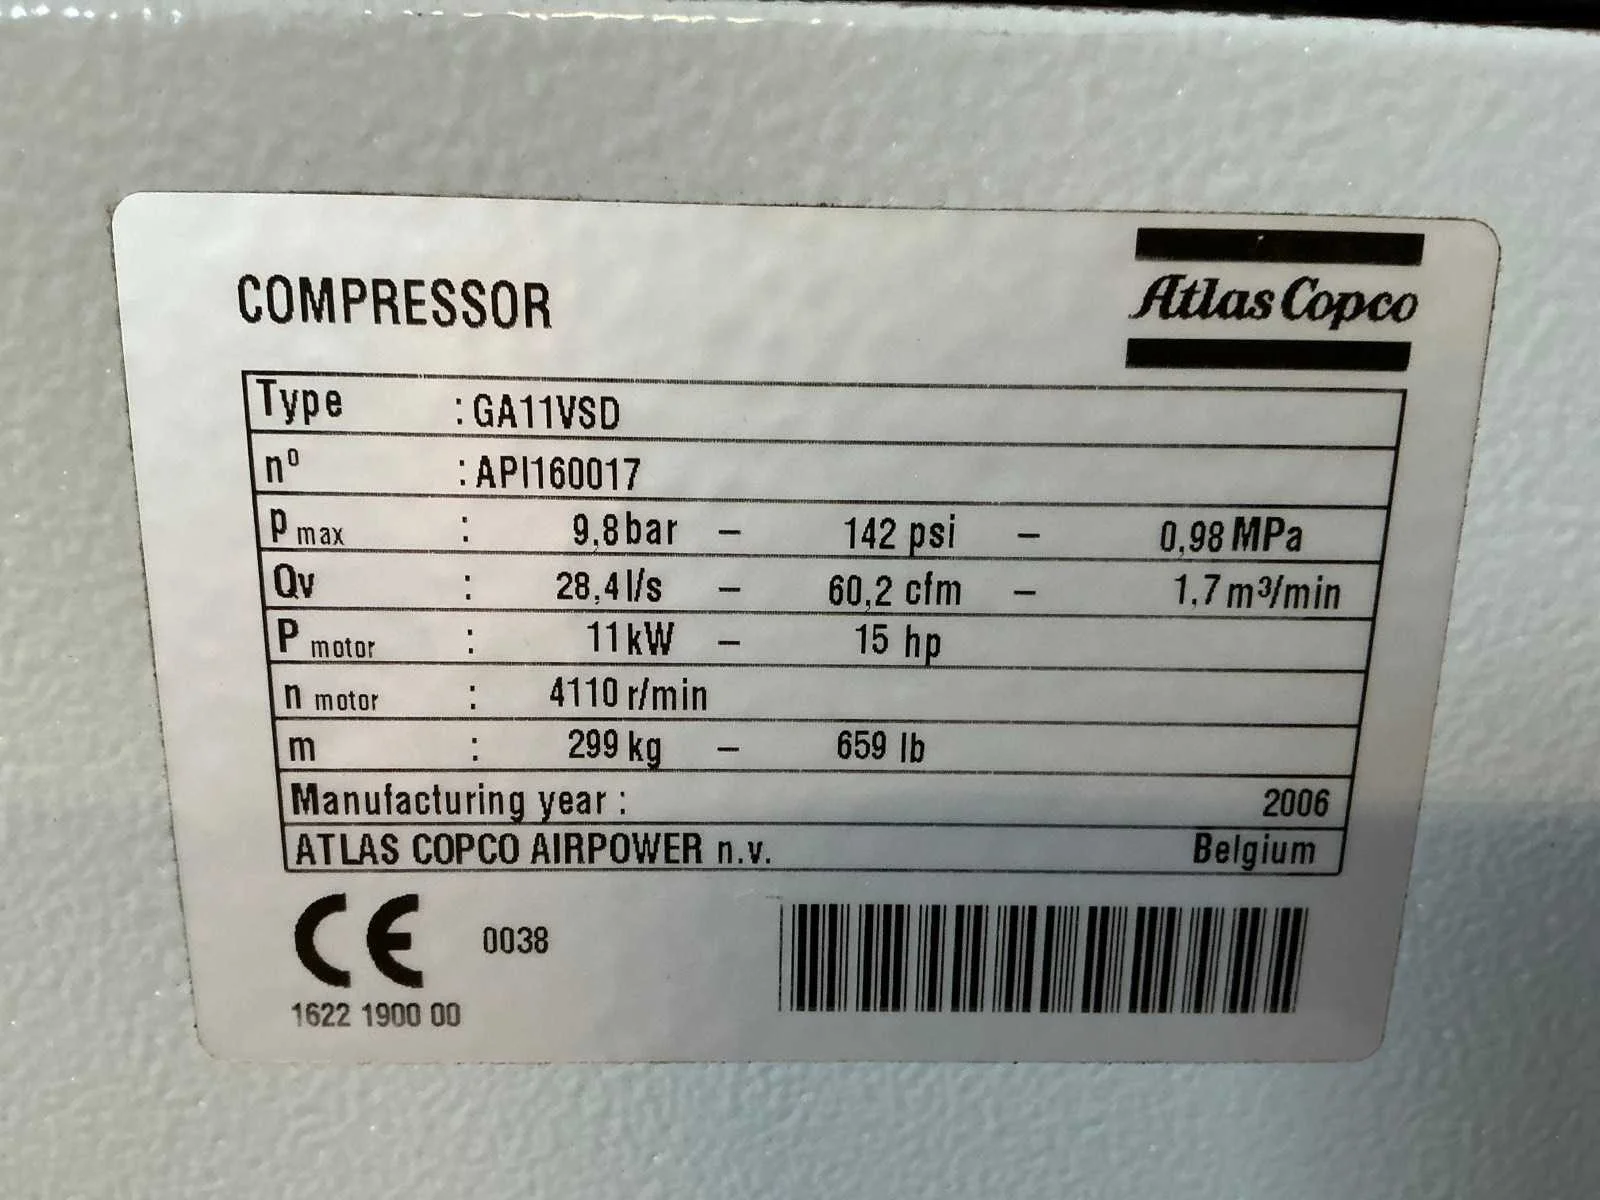 COMPRESSOR
Atlas Copco
Type : GA11VSD
nº : API160017
P max : 9,8 bar – 142 psi – 0,98 MPa
Qv : 28,4 l/s – 60,2 cfm – 1,7 m³/min
P motor : 11 kW – 15 hp
n motor : 4110 r/min
m : 299 kg – 659 lb
Manufacturing year : 2006
ATLAS COPCO AIRPOWER n.v. Belgium
CE 0038
1622 1900 00